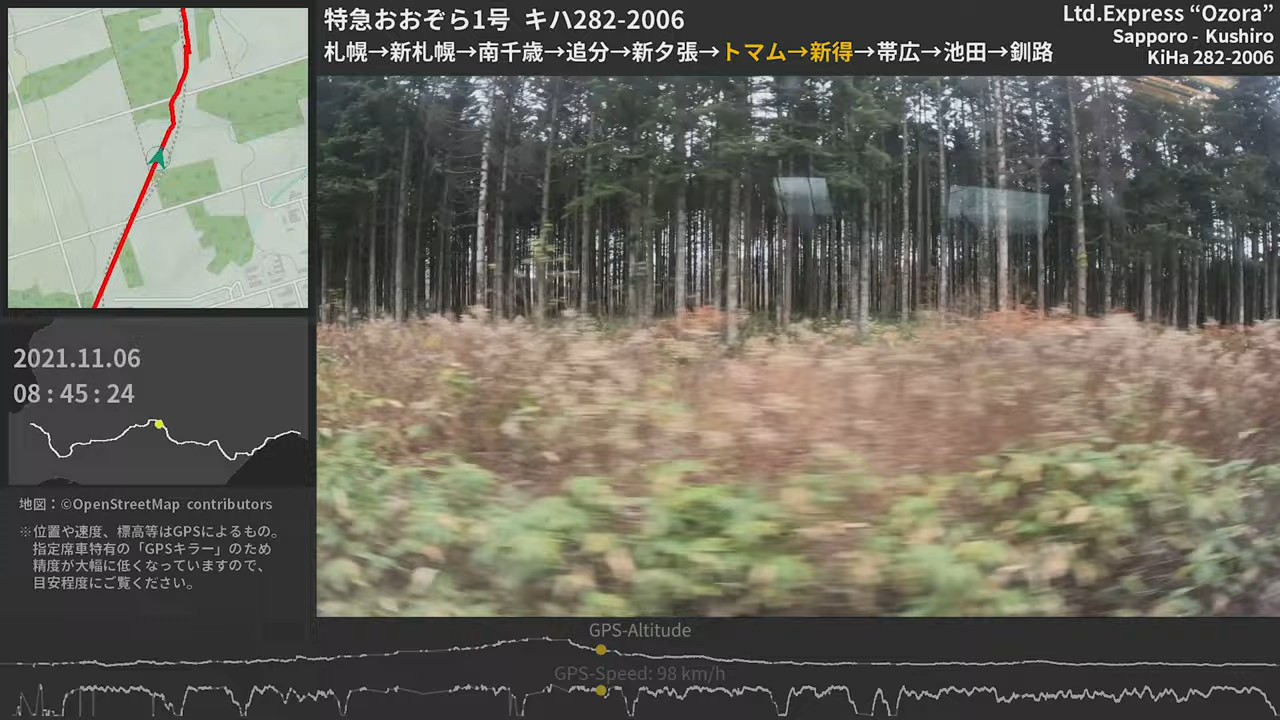 特急おおぞら1号 キハ282-2006
札幌→新札幌→南千歳→追分→新夕張→トマム→新得→帯広→池田→釧路
Ltd.Express “Ozora”
Sapporo - Kushiro
KiHa 282-2006
2021.11.06
08:45:24
地図：©OpenStreetMap contributors
※位置や速度、標高等はGPSによるもの。
指定席車特有の「GPSキラー」のため
精度が大幅に低くなっていますので、
目安程度にご覧ください。
GPS-Altitude
GPS-Speed: 98 km/h